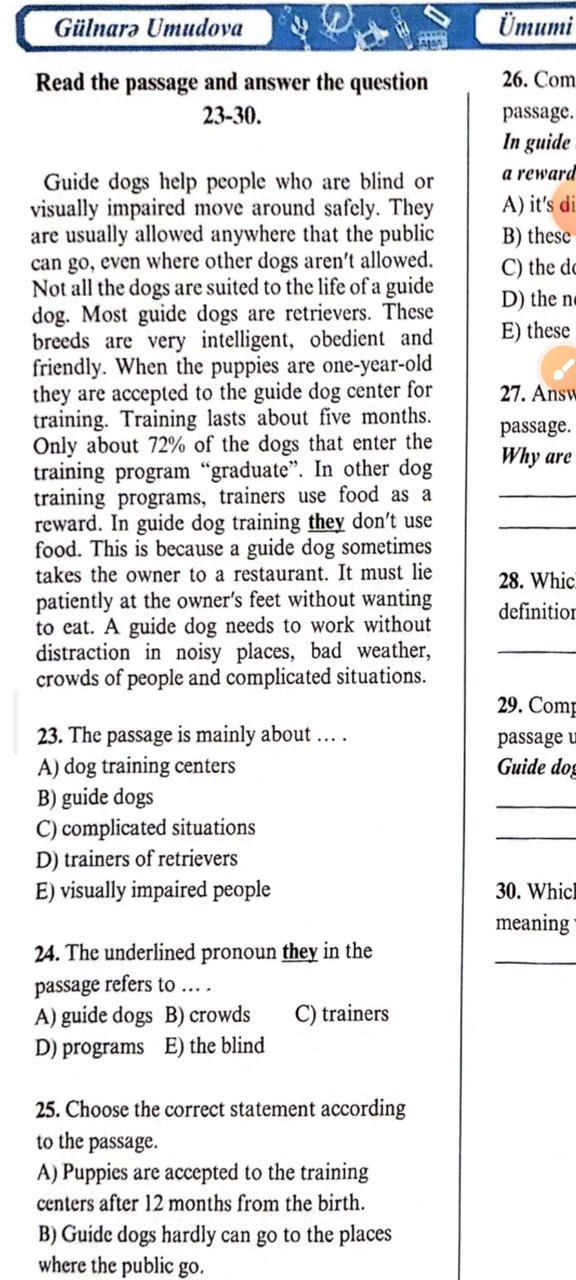 Gülnarə Umudova
Ümumi
Read the passage and answer the question
23-30.
Guide dogs help people who are blind or
visually impaired move around safely. They
are usually allowed anywhere that the public
can go, even where other dogs aren't allowed.
Not all the dogs are suited to the life of a guide
dog. Most guide dogs are retrievers. These
breeds are very intelligent, obedient and
friendly. When the puppies are one-year-old
they are accepted to the guide dog center for
training. Training lasts about five months.
Only about 72% of the dogs that enter the
training program “graduate”. In other dog
training programs, trainers use food as a
reward. In guide dog training they don't use
food. This is because a guide dog sometimes
takes the owner to a restaurant. It must lie
patiently at the owner's feet without wanting
to eat. A guide dog needs to work without
distraction in noisy places, bad weather,
crowds of people and complicated situations.
23. The passage is mainly about ... .
A) dog training centers
B) guide dogs
C) complicated situations
D) trainers of retrievers
E) visually impaired people
24. The underlined pronoun they in the
passage refers to ... .
A) guide dogs B) crowds C) trainers
D) programs E) the blind
25. Choose the correct statement according
to the passage.
A) Puppies are accepted to the training
centers after 12 months from the birth.
B) Guide dogs hardly can go to the places
where the public go.
26. Com
passage.
In guide
a reward
A) it's di
B) these
C) the do
D) the n
E) these
27. Answ
passage.
Why are
28. Whic
definition
29. Comp
passage u
Guide dog
30. Which
meaning